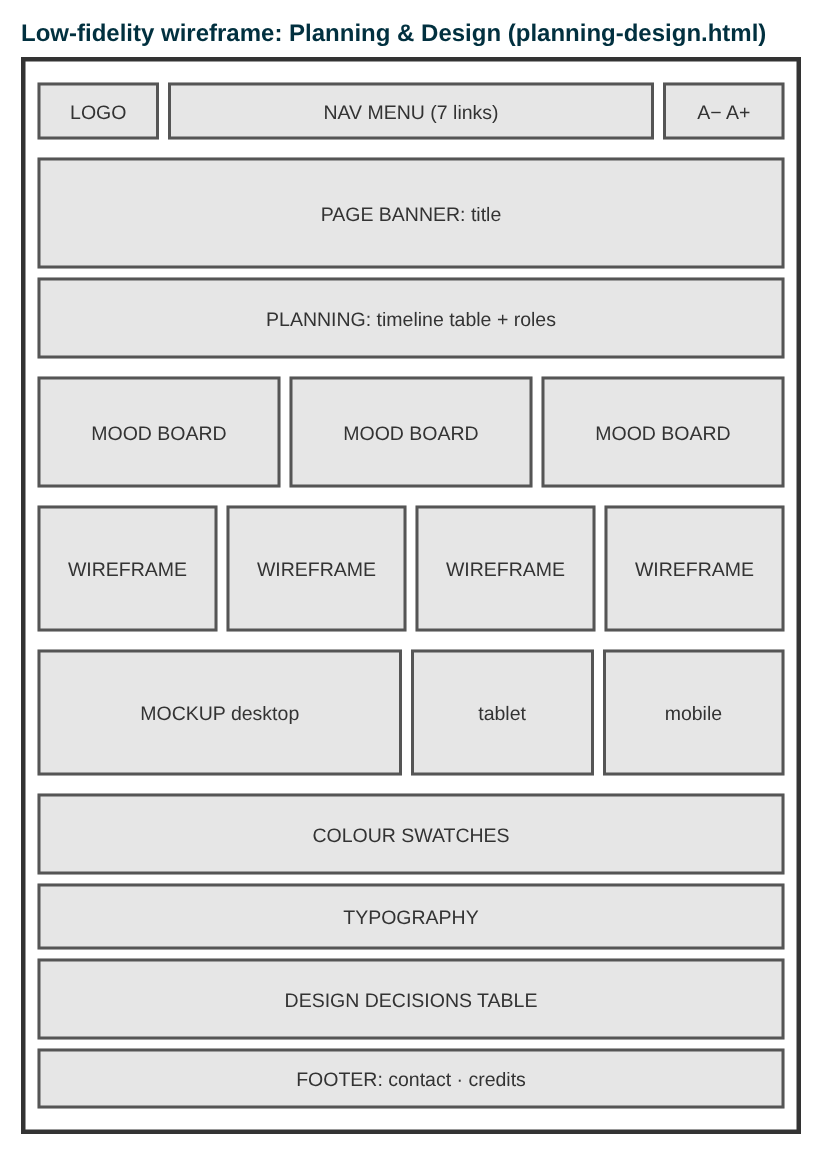 Low-fidelity wireframe: Planning & Design (planning-design.html)
LOGO
NAV MENU (7 links)
A− A+
PAGE BANNER: title
PLANNING: timeline table + roles
MOOD BOARD
MOOD BOARD
MOOD BOARD
WIREFRAME
WIREFRAME
WIREFRAME
WIREFRAME
MOCKUP desktop
tablet
mobile
COLOUR SWATCHES
TYPOGRAPHY
DESIGN DECISIONS TABLE
FOOTER: contact · credits